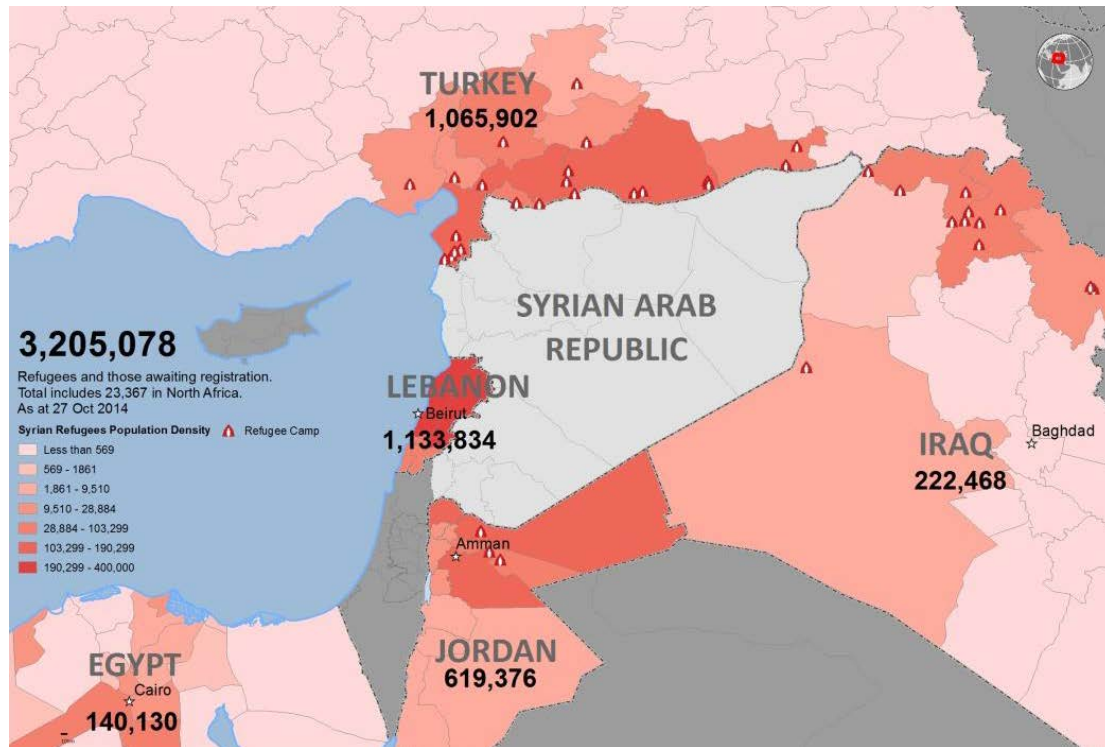 TURKEY
1,065,902
SYRIAN ARAB
REPUBLIC
3,205,078
Refugees and those awaiting registration.
Total includes 23,367 in North Africa.
As at 27 Oct 2014
Syrian Refugees Population Density
Refugee Camp
Less than 569
569 - 1861
1,861 - 9,510
9,510 - 28,884
28,884 - 103,299
103,299 - 190,299
190,299 - 400,000
LEBANON
Beirut
1,133,834
Baghdad
IRAQ
222,468
Amman
JORDAN
619,376
EGYPT
Cairo
140,130